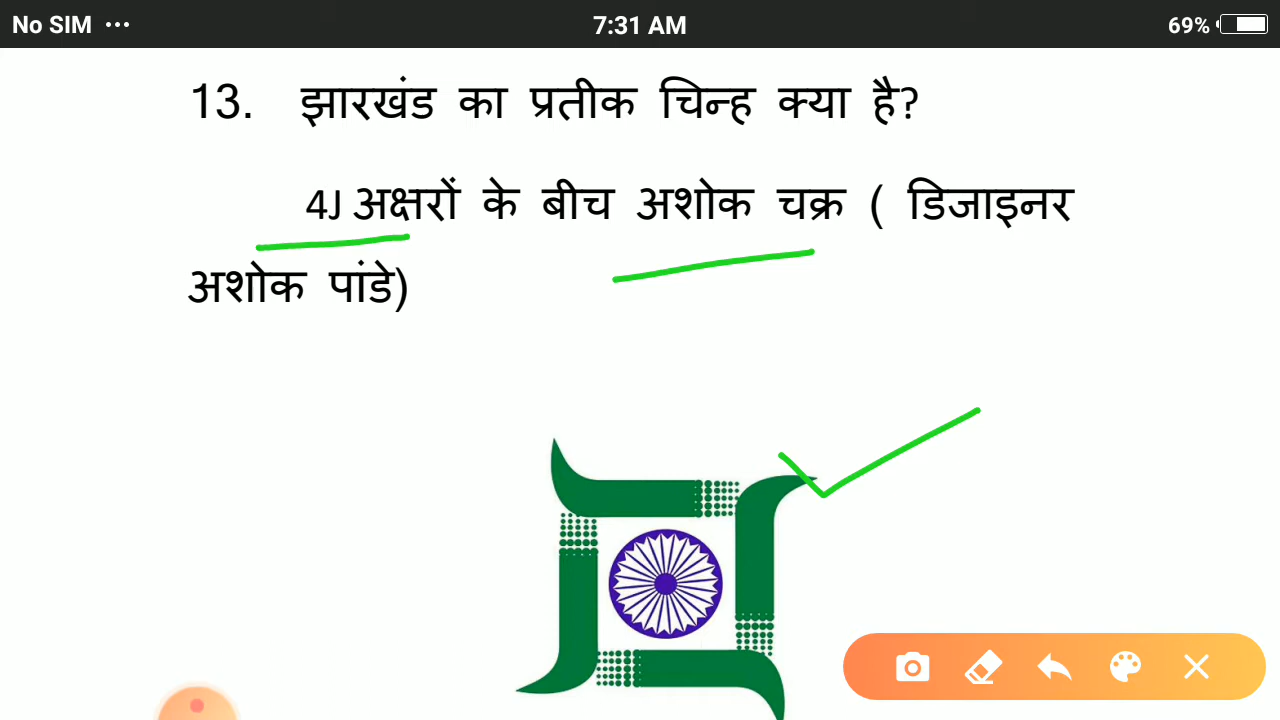 No SIM ••• 7:31 AM 69%
13. झारखंड का प्रतीक चिन्ह क्या है?
4J अक्षरों के बीच अशोक चक्र ( डिजाइनर
अशोक पांडे)